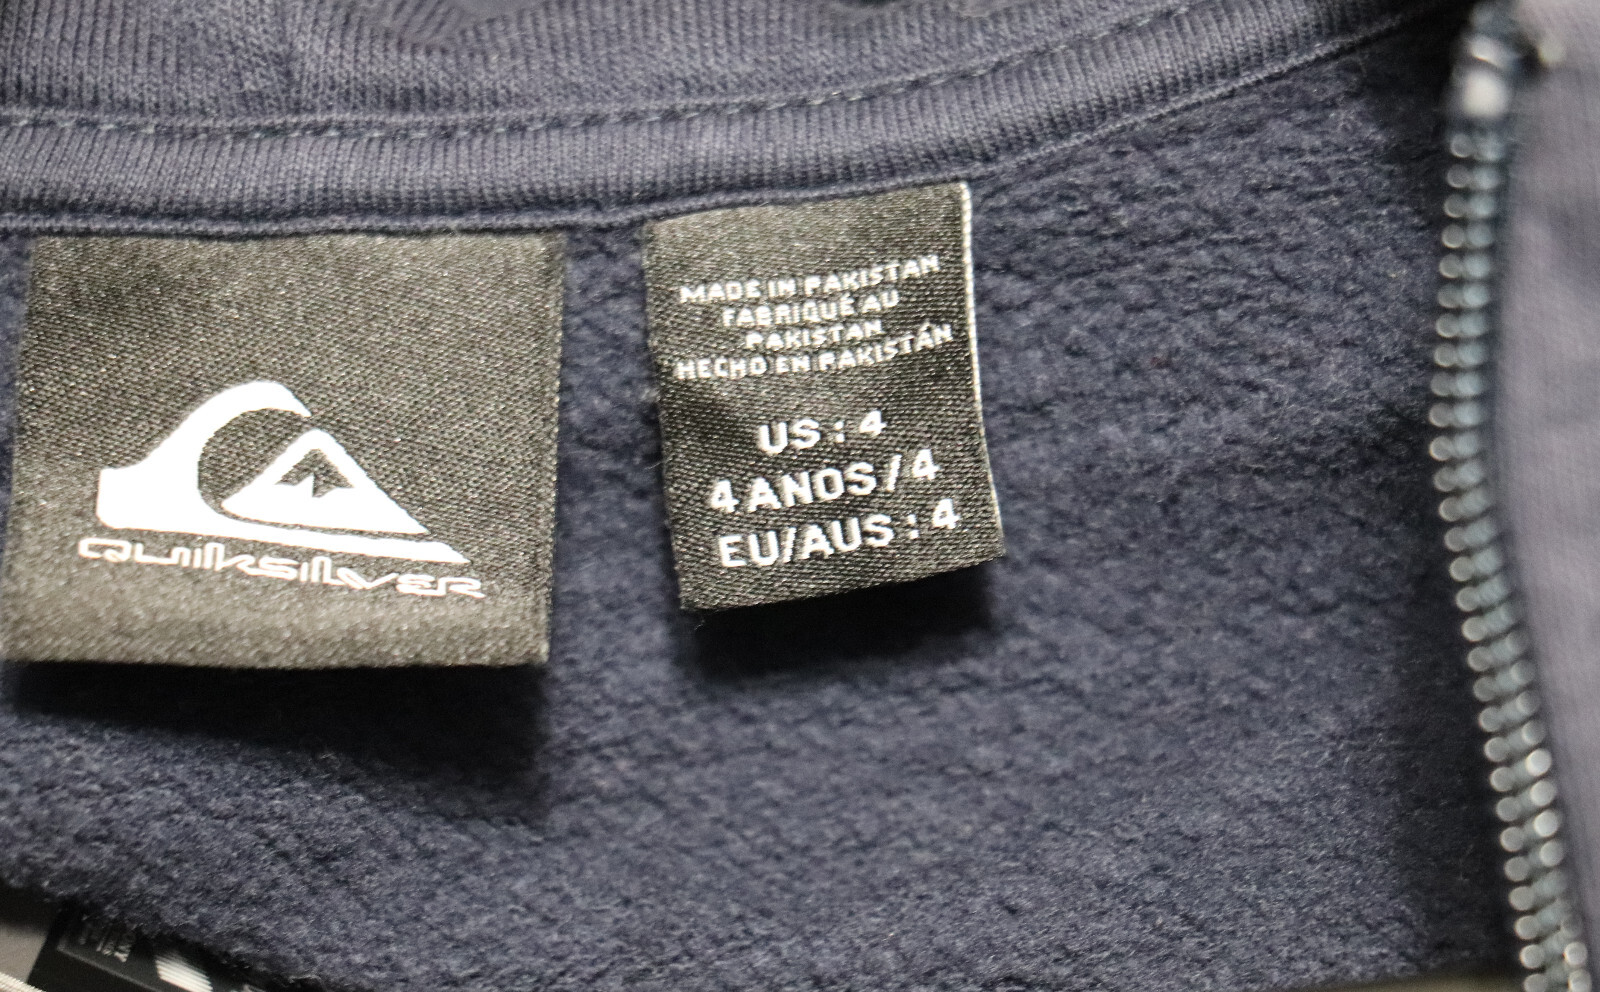 QUIKSILVER
MADE IN PAKISTAN
FABRIQUÉ AU
PAKISTAN
HECHO EN PAKISTÁN
US : 4
4 ANOS / 4
EU/AUS : 4